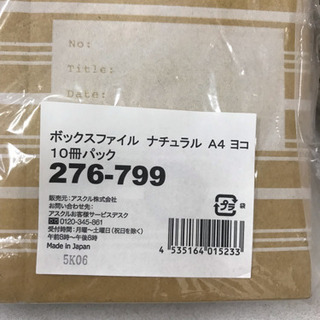 No:
Title:
Date:
ボックスファイル ナチュラル A4 ヨコ
10冊パック
276-799
販売元:アスクル株式会社
お問い合わせ先:
アスクルお客様サービスデスク
0120-345-861
受付時間:月曜~土曜日(祝日を除く)
午前8時~午後8時
Made in Japan
5K06
袋
4 535164 015233